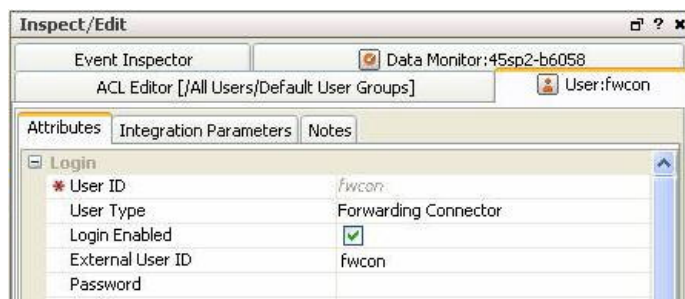 Inspect/Edit
Event Inspector
Data Monitor:45sp2-b6058
ACL Editor [/All Users/Default User Groups]
User:fwcon
Attributes
Integration Parameters
Notes
Login
* User ID fwcon
User Type Forwarding Connector
Login Enabled
External User ID fwcon
Password